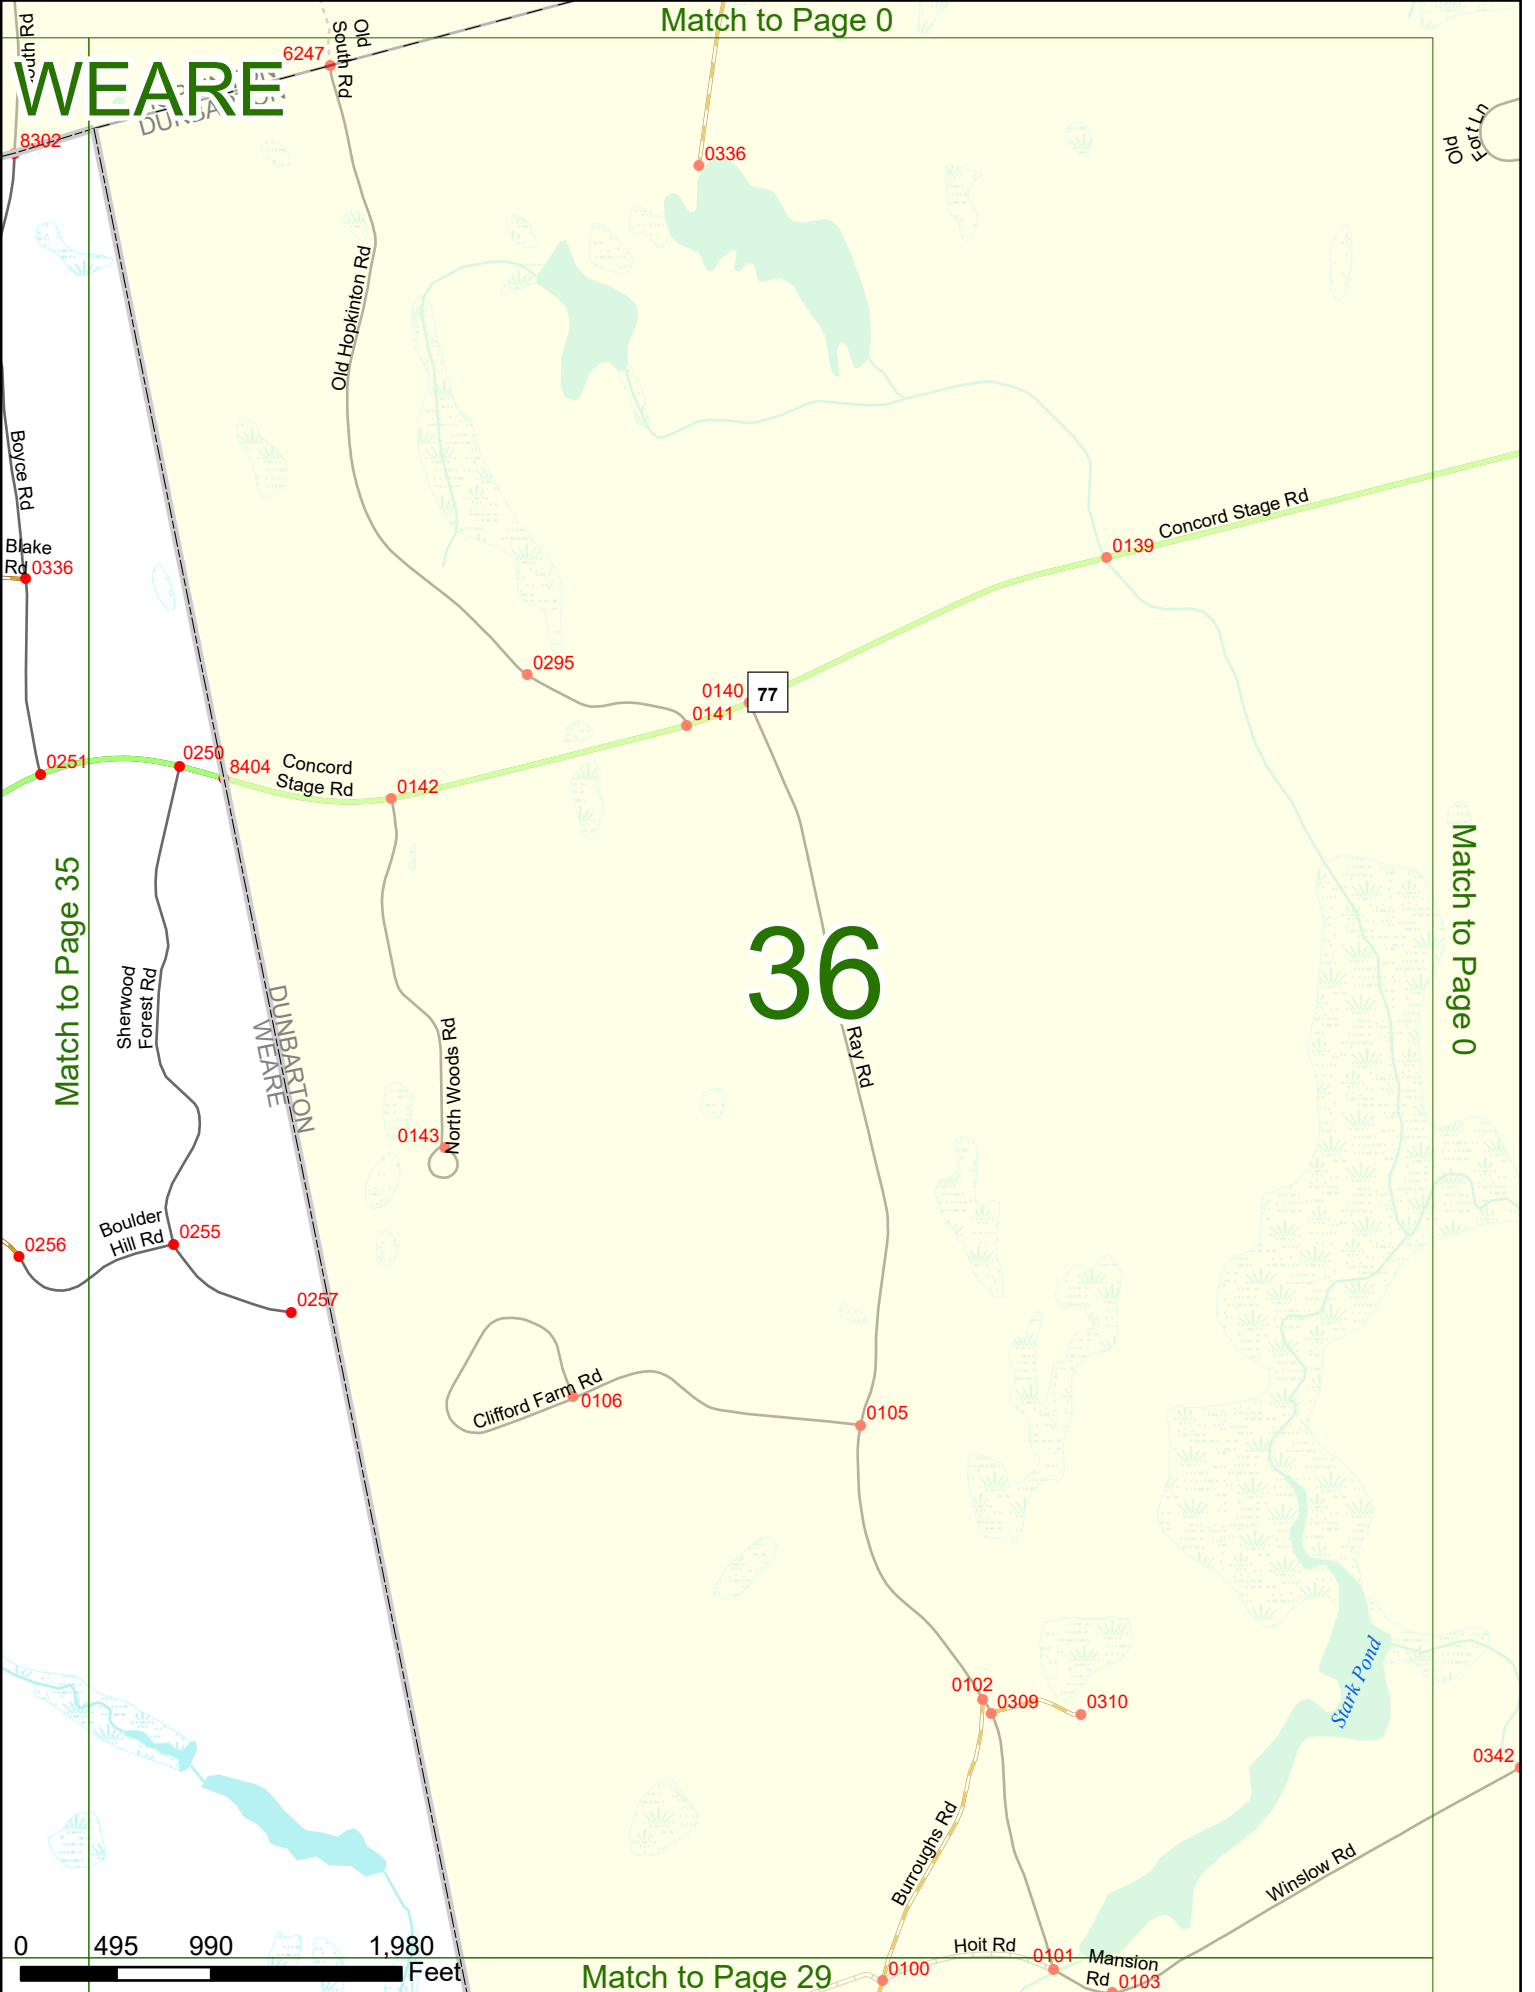 Match to Page 0
South Rd
Old
South Rd
6247
WEARE
DUNBARTON
8302
0336
Old
Fort Ln
Old Hopkinton Rd
Boyce Rd
Blake
Rd
0336
Concord Stage Rd
0139
0295
0140
77
0141
0251
0250
8404
Concord
Stage Rd
0142
Match to Page 35
Match to Page 0
36
Sherwood
Forest Rd
DUNBARTON
WEARE
North Woods Rd
Ray Rd
0143
0256
Boulder
Hill Rd
0255
0257
Clifford Farm Rd
0106
0105
0102
0309
0310
Stark Pond
0342
Burroughs Rd
Winslow Rd
Hoit Rd
0101
Mansion
Rd
0103
0100
0 495 990 1,980
Feet
Match to Page 29